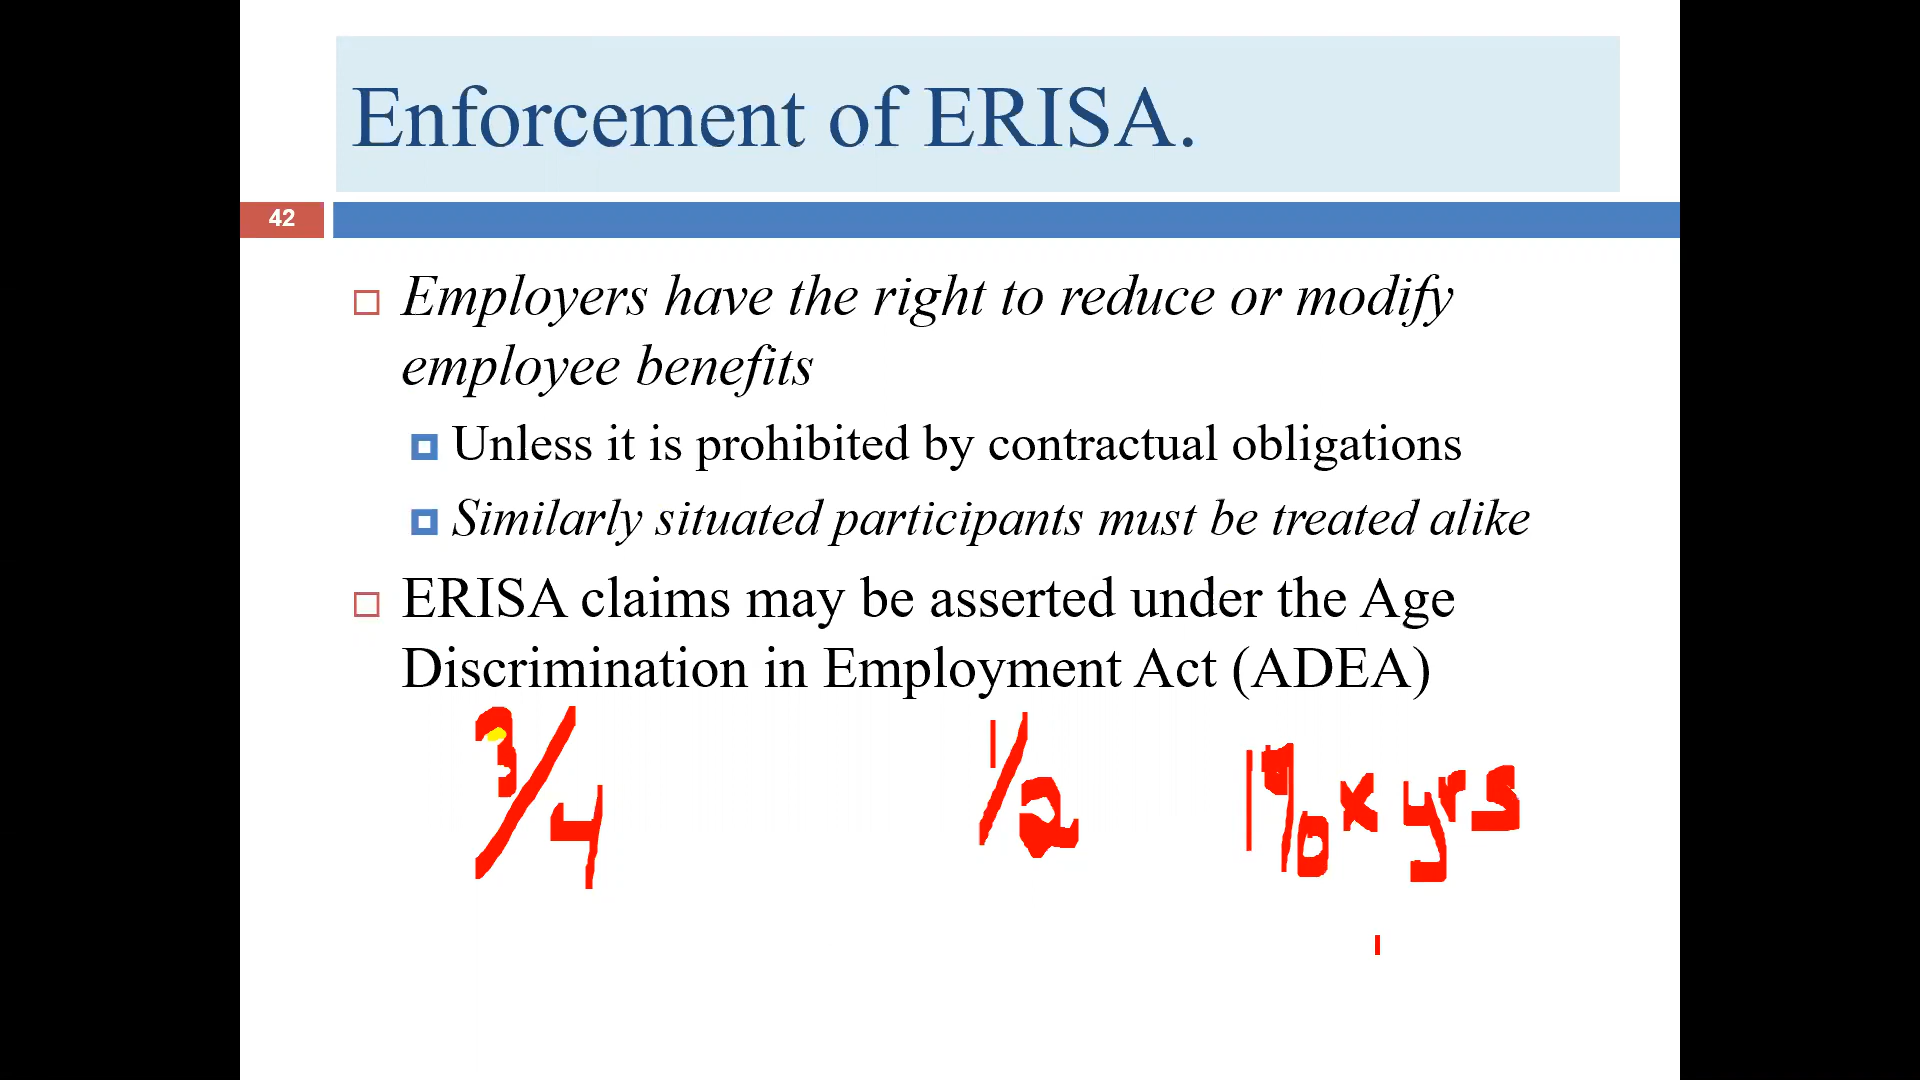 Enforcement of ERISA.
42
Employers have the right to reduce or modify
employee benefits
Unless it is prohibited by contractual obligations
Similarly situated participants must be treated alike
ERISA claims may be asserted under the Age
Discrimination in Employment Act (ADEA)
3/4 1/2 1% x yrs